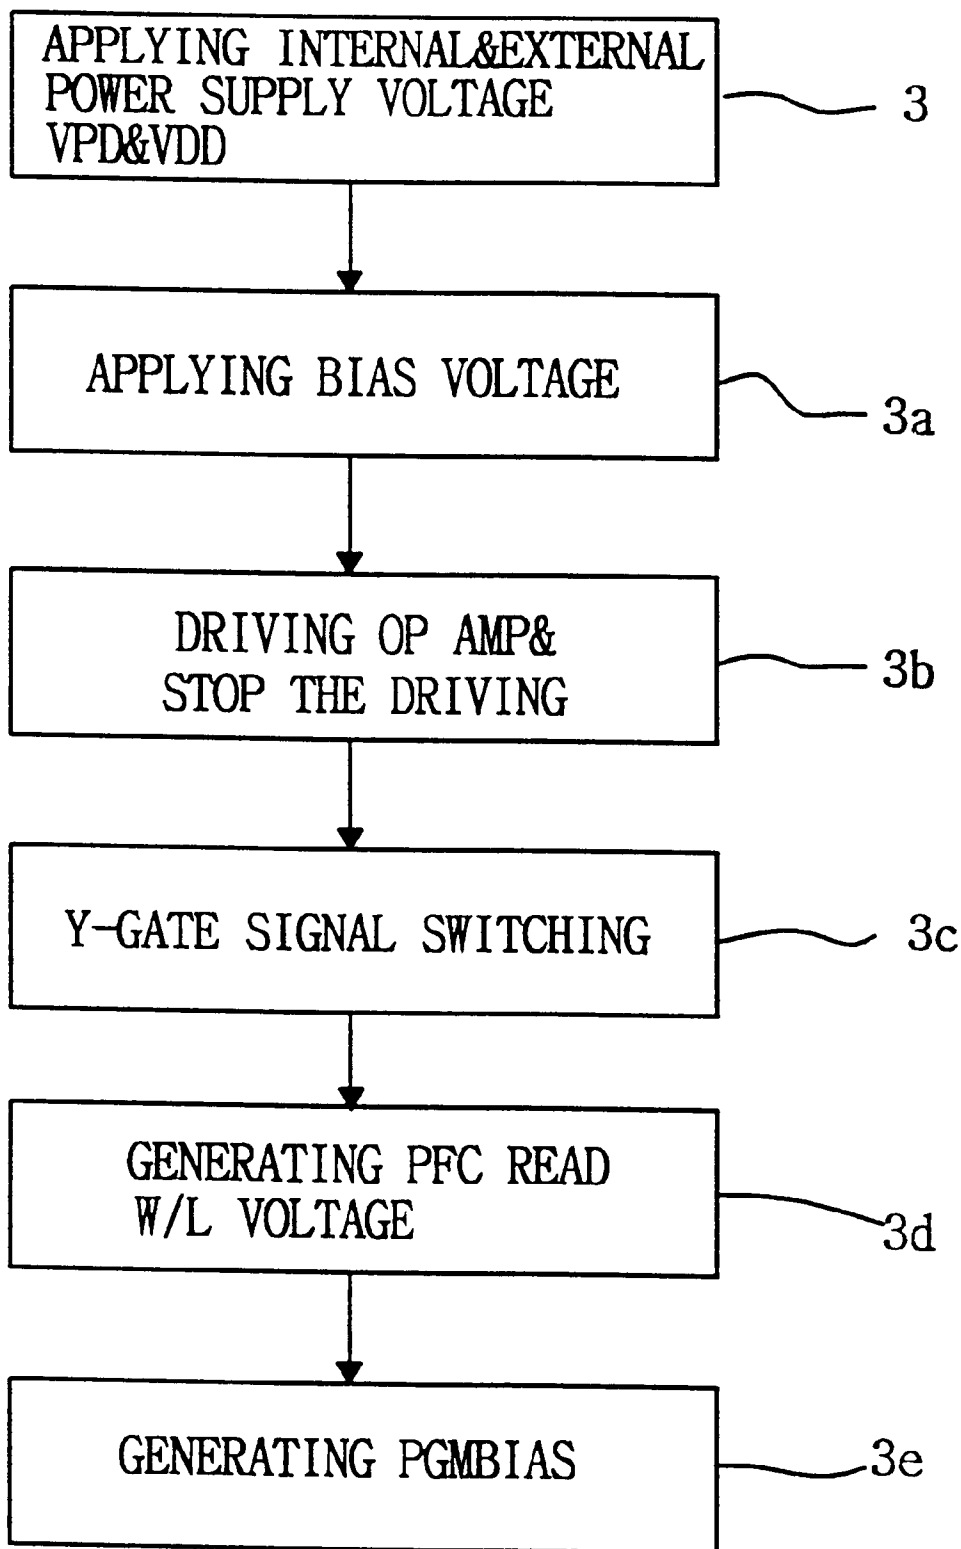 APPLYING INTERNAL&EXTERNAL
POWER SUPPLY VOLTAGE
VPD&VDD
3
APPLYING BIAS VOLTAGE
3a
DRIVING OP AMP&
STOP THE DRIVING
3b
Y-GATE SIGNAL SWITCHING
3c
GENERATING PFC READ
W/L VOLTAGE
3d
GENERATING PGMBIAS
3e